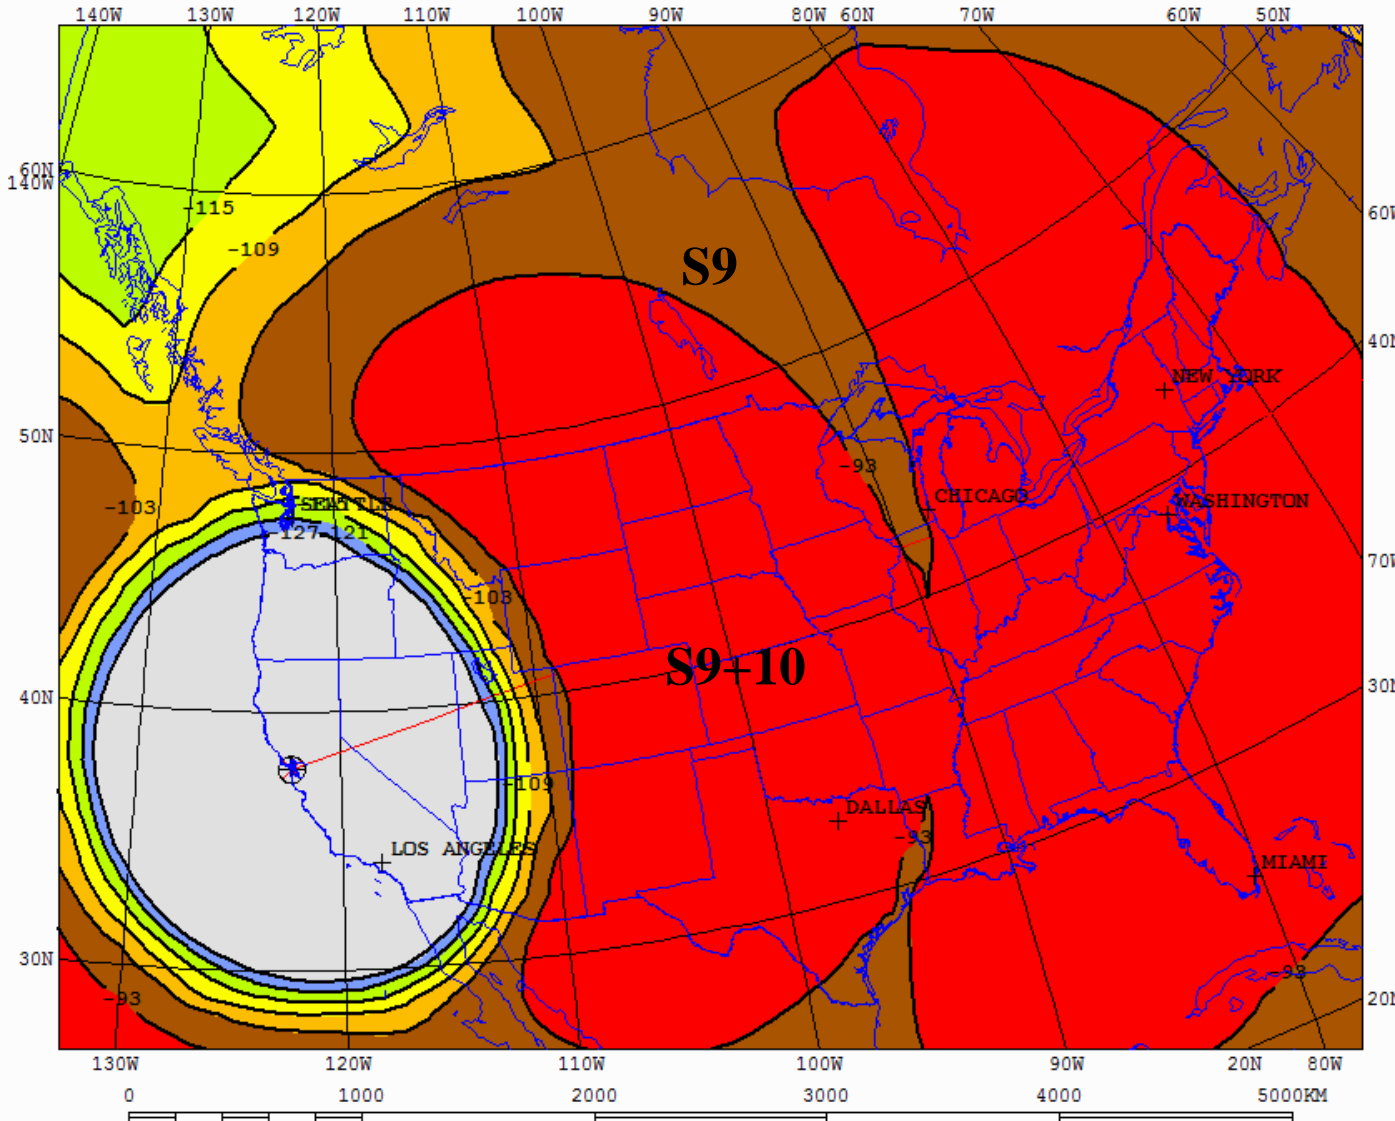 140W 130W 120W 110W 100W 90W 80W 60W 70W 60W 50N
60N
140W
-115
60W
-109
S9
40N
NEW YORK
50N
-93
-103
SEATTLE
CHICAGO
WASHINGTON
-127-121
70W
-103
S9+10
40N
30N
-109
DALLAS
-93
LOS ANGELES
MIAMI
30N
-93
-93
20N
130W 120W 110W 100W 90W 20N 80W
0 1000 2000 3000 4000 5000KM